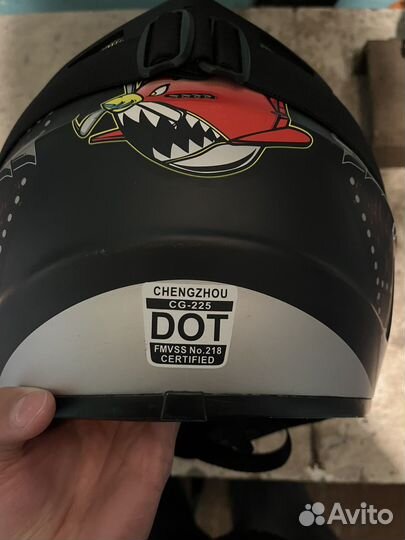 CHENGZHOU
CG-225
DOT
FMVSS No.218
CERTIFIED
Avito